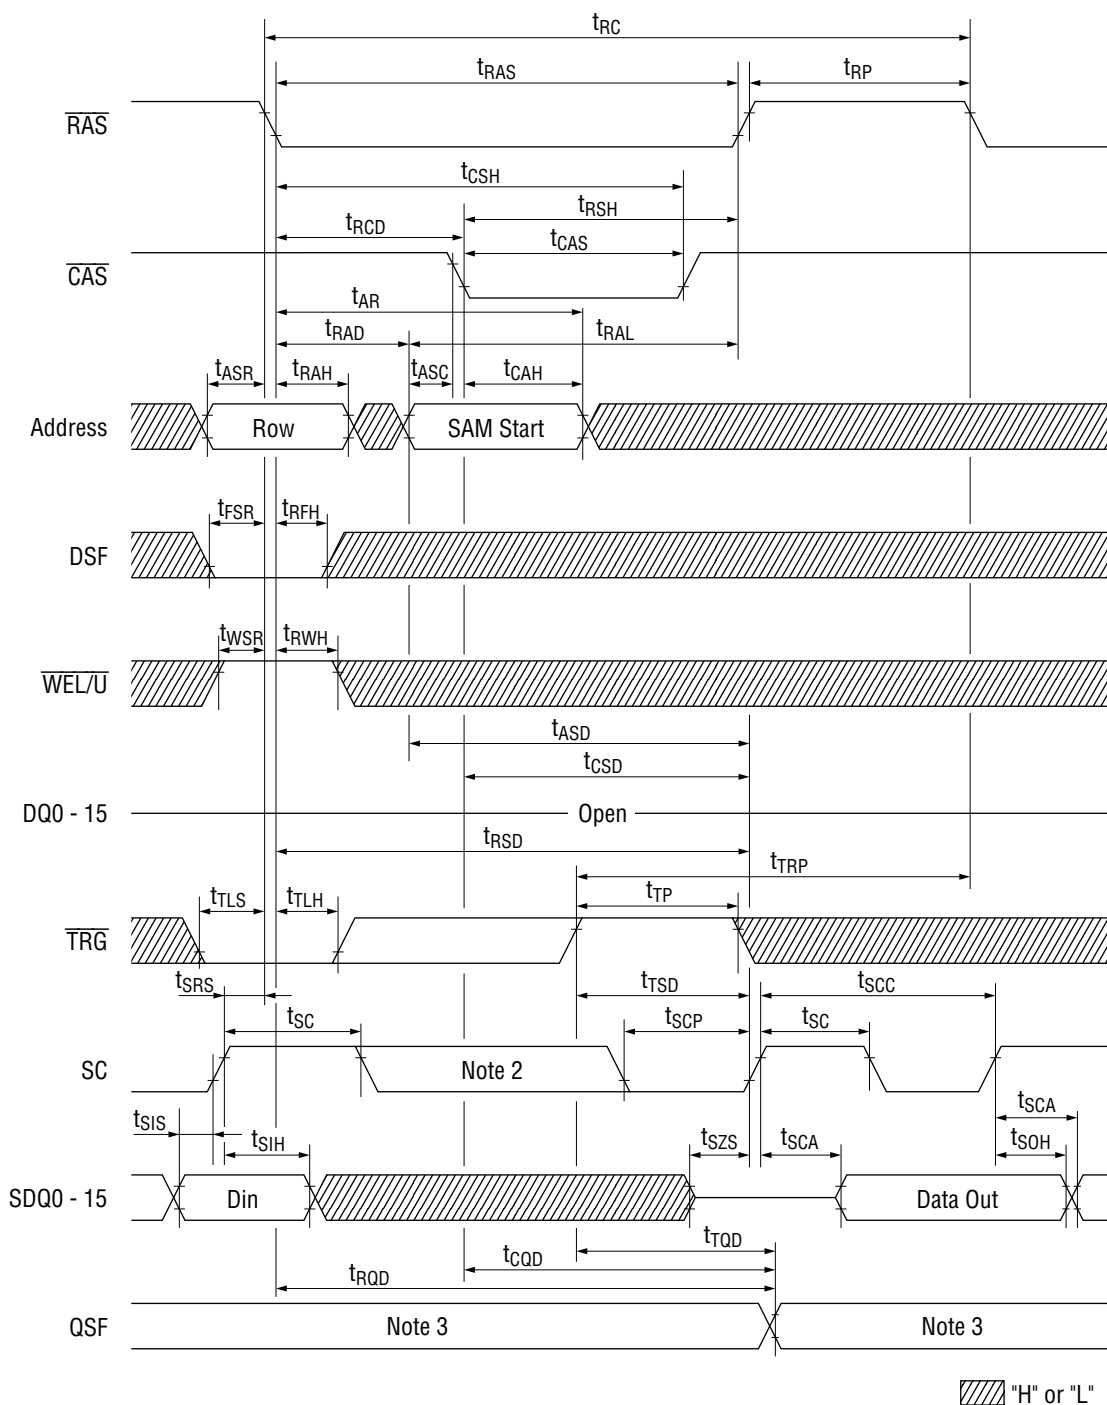 tRC
tRAS
tRP
RAS
tCSH
tRSH
tRCD
tCAS
CAS
tAR
tRAD
tRAL
tASR
tRAH
tASC
tCAH
Address
Row
SAM Start
tFSR
tRFH
DSF
tWSR
tRWH
WEL/U
tASD
tCSD
DQ0 - 15
Open
tRSD
tTRP
tTLS
tTLH
tTP
TRG
tSRS
tTSD
tSCC
tSC
tSCP
tSC
SC
Note 2
tSIS
tSIH
tSZS
tSCA
tSCA
tSOH
SDQ0 - 15
Din
Data Out
tTQD
tCQD
tRQD
QSF
Note 3
Note 3
"H" or "L"